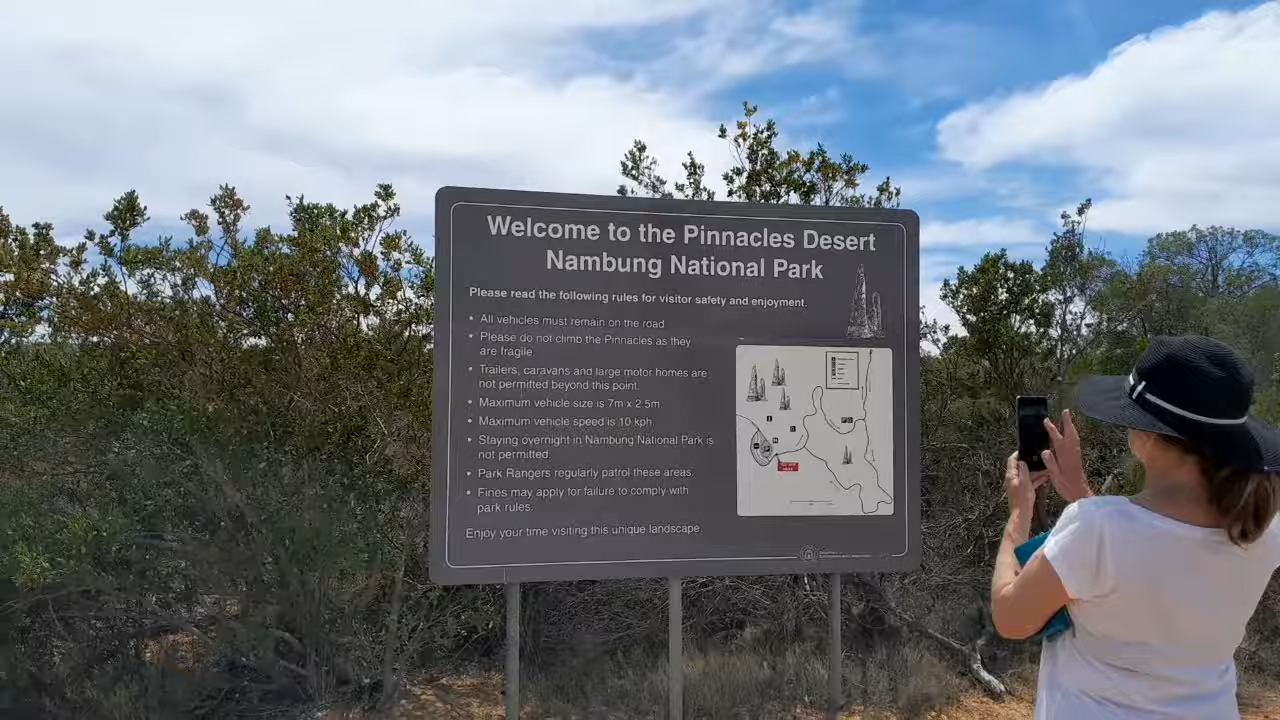 Welcome to the Pinnacles Desert
Nambung National Park
Please read the following rules for visitor safety and enjoyment.
• All vehicles must remain on the road
• Please do not climb the Pinnacles as they
are fragile.
• Trailers, caravans and large motor homes are
not permitted beyond this point.
• Maximum vehicle size is 7m x 2.5m
• Maximum vehicle speed is 10 kph
• Staying overnight in Nambung National Park is
not permitted.
• Park Rangers regularly patrol these areas.
• Fines may apply for failure to comply with
park rules.
Enjoy your time visiting this unique landscape.